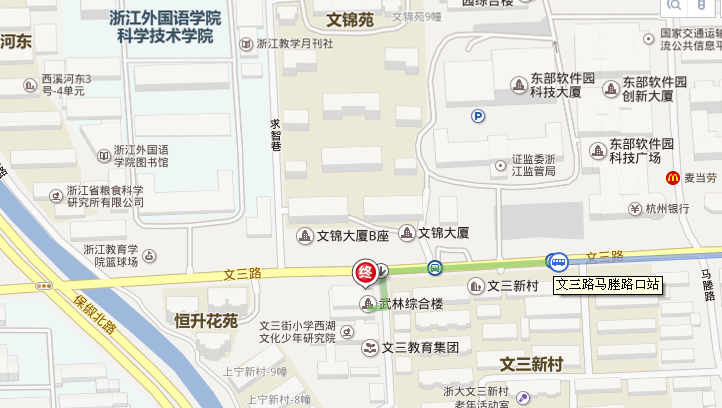 浙江外国语学院
科学技术学院
文锦苑
文锦苑9幢
园综合楼
国家交通运输
流公共信息平
浙江教学月刊社
河东
西溪河东3
号-4单元
东部软件园
科技大厦
东部软件园
创新大厦
求智巷
P
浙江外国语
学院图书馆
东部软件园
科技广场
证监委浙
江监管局
麦当劳
浙江省粮食科学
研究所有限公司
杭州银行
文锦大厦B座
文锦大厦
浙江教育学
院篮球场
文三路
文三路
终
马塍路
文三新村
文三路马塍路口站
保俶北路
恒升花苑
武林综合楼
文三街小学西湖
文化少年研究院
文三教育集团
文三新村
上宁新村-9幢
上宁新村-8幢
浙大文三新村
老年活动室